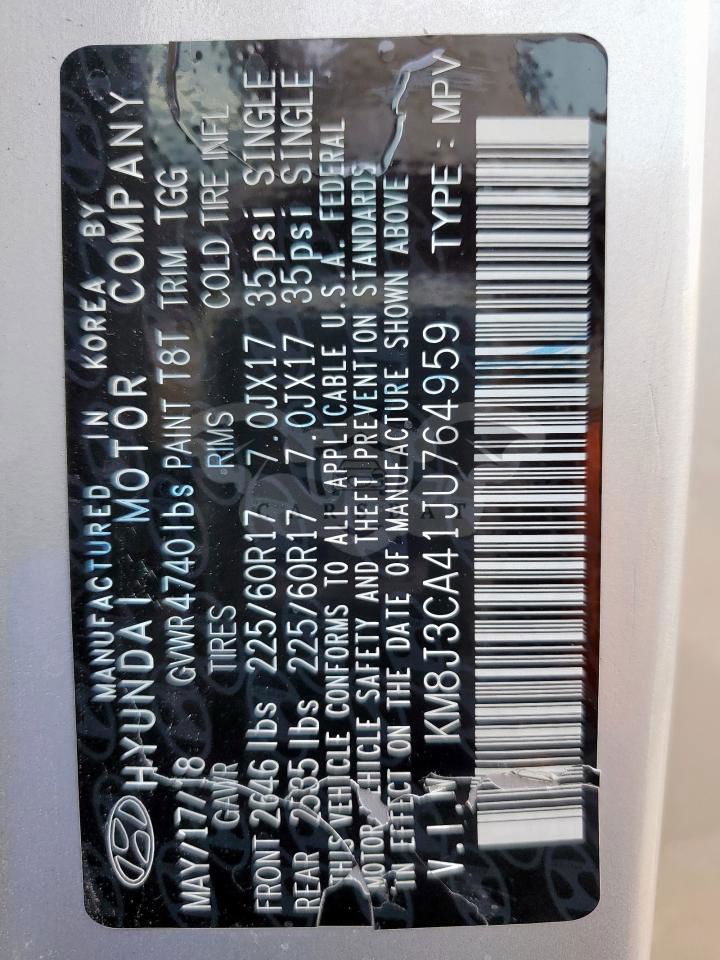 MANUFACTURED IN KOREA BY
HYUNDAI MOTOR COMPANY
MAY/17/18 GVWR 4740lbs PAINT T8T TRIM TGG
GAWR TIRES RIMS COLD TIRE INFL
FRONT 2646 lbs 225/60R17 7.0JX17 35psi SINGLE
REAR 2535 lbs 225/60R17 7.0JX17 35psi SINGLE
THIS VEHICLE CONFORMS TO ALL APPLICABLE U.S.A. FEDERAL
MOTOR VEHICLE SAFETY AND THEFT PREVENTION STANDARDS
IN EFFECT ON THE DATE OF MANUFACTURE SHOWN ABOVE
V.I.N KM8J3CA41JU764959 TYPE : MPV